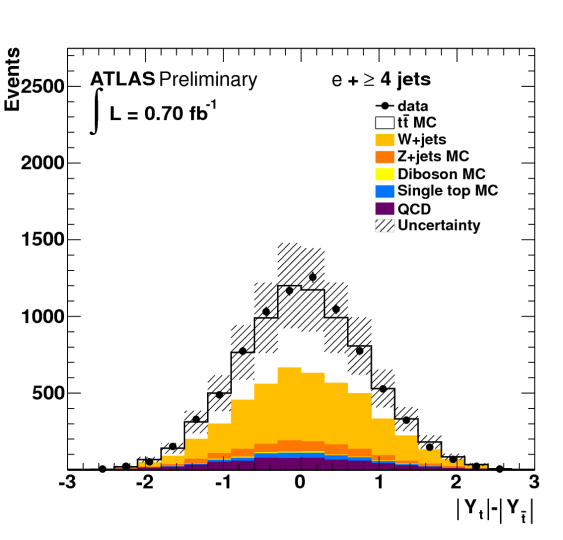 Events
ATLAS Preliminary
e + ≥ 4 jets
∫ L = 0.70 fb⁻¹
data
tt̄ MC
W+jets
Z+jets MC
Diboson MC
Single top MC
QCD
Uncertainty
2500
2000
1500
1000
500
-3 -2 -1 0 1 2 3
|Y_t|-|Y_t̄|